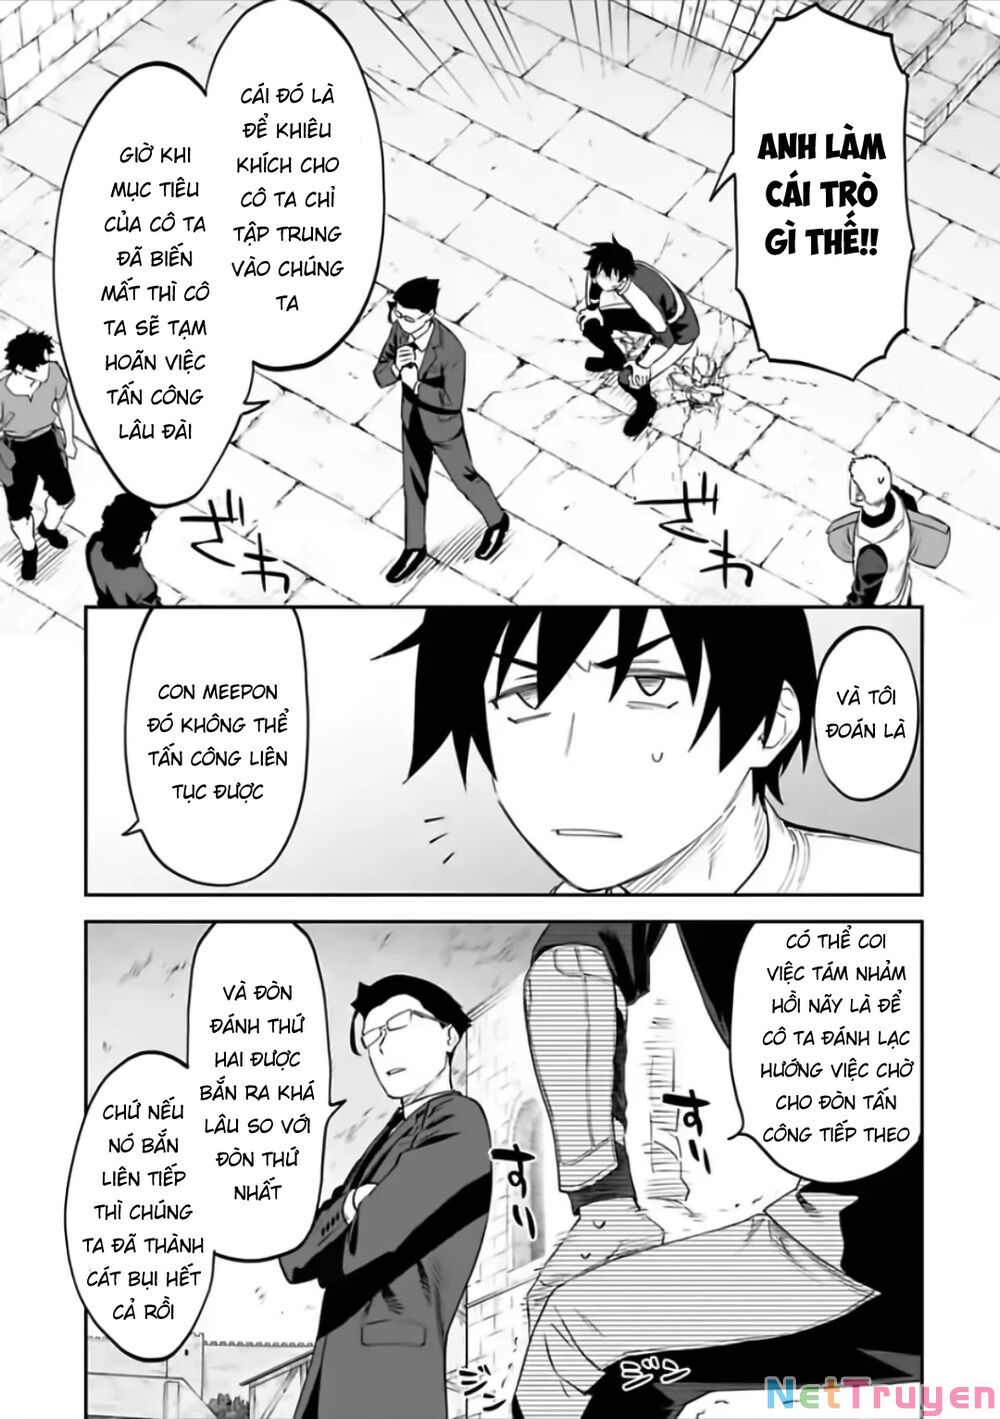 ANH LÀM
CÁI TRÒ
GÌ THẾ!!
CÁI ĐÓ LÀ
ĐỂ KHIÊU
KHÍCH CHO
CÔ TA CHỈ
TẬP TRUNG
VÀO CHÚNG
TA
GIỜ KHI
MỤC TIÊU
CỦA CÔ TA
ĐÃ BIẾN
MẤT THÌ CÔ
TA SẼ TẠM
HOÃN VIỆC
TẤN CÔNG
LÂU ĐÀI
ざわ
ざわ
VÀ TÔI
ĐOÁN LÀ
CON MEEPON
ĐÓ KHÔNG THỂ
TẤN CÔNG LIÊN
TỤC ĐƯỢC
CÓ THỂ COI
VIỆC TÁM NHẢM
HỒI NÃY LÀ ĐỂ
CÔ TA ĐÁNH LẠC
HƯỚNG VIỆC CHỜ
CHO ĐÒN TẤN
CÔNG TIẾP THEO
VÀ ĐÒN
ĐÁNH THỨ
HAI ĐƯỢC
BẮN RA KHÁ
LÂU SO VỚI
ĐÒN THỨ
NHẤT
CHỨ NẾU
NÓ BẮN
LIÊN TIẾP
THÌ CHÚNG
TA ĐÃ THÀNH
CÁT BỤI HẾT
CẢ RỒI
すり
すり
ジン
ジン
NetTruyen